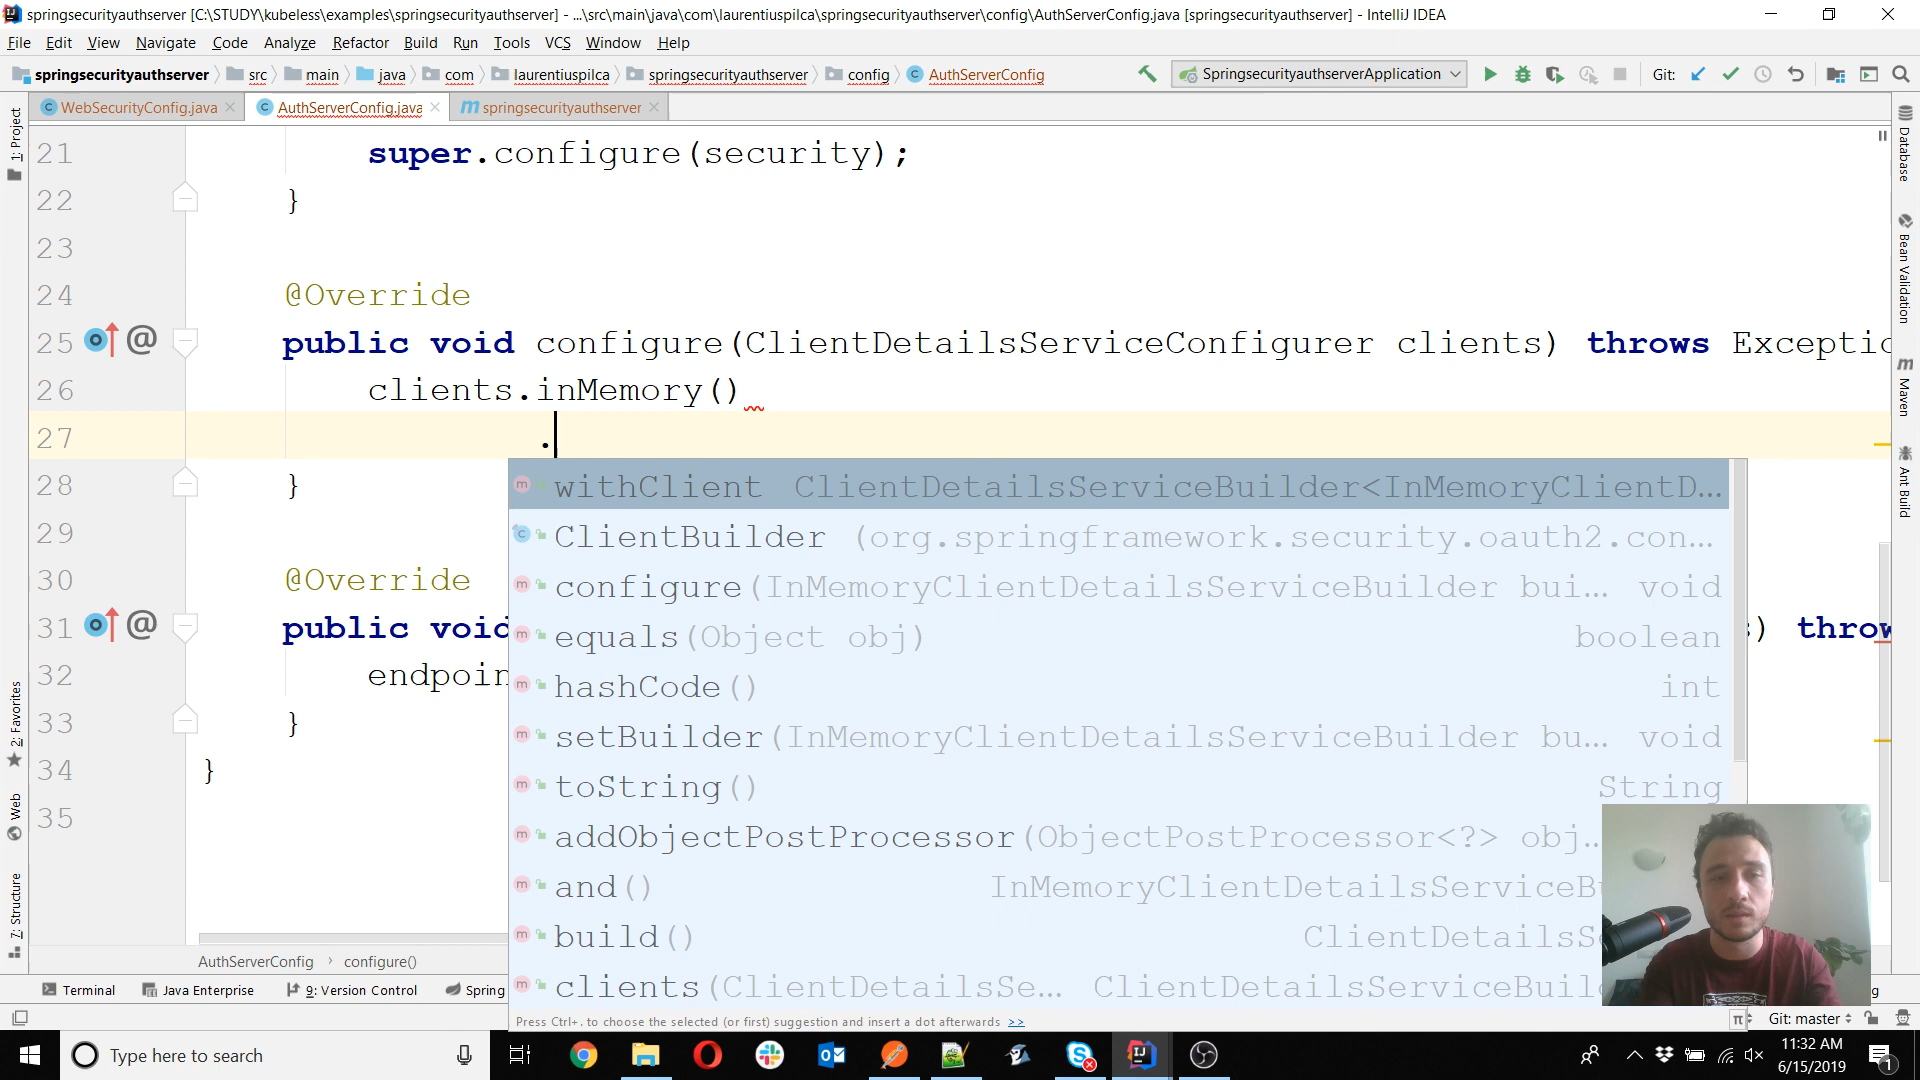 springsecurityauthserver [C:\STUDY\kubeless\examples\springsecurityauthserver] - ...\src\main\java\com\laurentiuspilca\springsecurityauthserver\config\AuthServerConfig.java [springsecurityauthserver] - IntelliJ IDEA
File Edit View Navigate Code Analyze Refactor Build Run Tools VCS Window Help
springsecurityauthserver src main java com laurentiuspilca springsecurityauthserver config AuthServerConfig SpringsecurityauthserverApplication Git:
WebSecurityConfig.java AuthServerConfig.java springsecurityauthserver
1: Project
2: Favorites
Web
7: Structure
Database
Bean Validation
Maven
Ant Build
21 super.configure(security);
22 }
23
24 @Override
25 public void configure(ClientDetailsServiceConfigurer clients) throws Exceptio
26 clients.inMemory()
27 .
28 }
29
30 @Override
31 public void ) throw
32 endpoin
33 }
34 }
35
withClient ClientDetailsServiceBuilder<InMemoryClientD...
ClientBuilder (org.springframework.security.oauth2.con...
configure(InMemoryClientDetailsServiceBuilder bui... void
equals(Object obj) boolean
hashCode() int
setBuilder(InMemoryClientDetailsServiceBuilder bu... void
toString() String
addObjectPostProcessor(ObjectPostProcessor<?> obj...
and() InMemoryClientDetailsServiceBu
build() ClientDetailsSe
clients(ClientDetailsSe... ClientDetailsServiceBuil
Press Ctrl+. to choose the selected (or first) suggestion and insert a dot afterwards >>
AuthServerConfig › configure()
Terminal Java Enterprise 9: Version Control Spring
Git: master
Type here to search
11:32 AM
6/15/2019
1